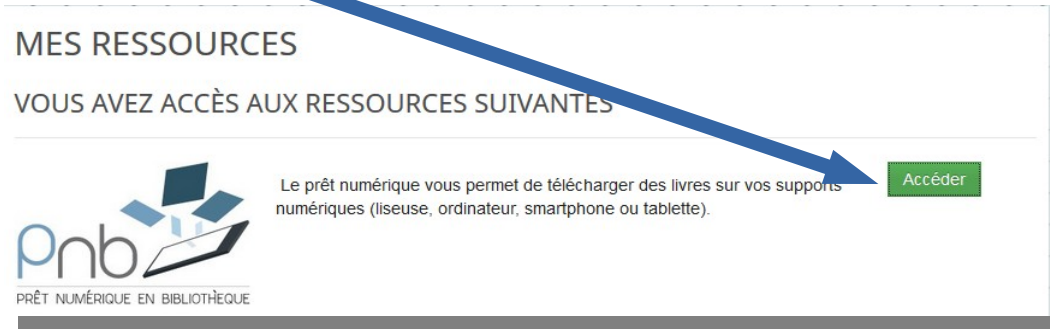 MES RESSOURCES
VOUS AVEZ ACCÈS AUX RESSOURCES SUIVANTES
Le prêt numérique vous permet de télécharger des livres sur vos supports
numériques (liseuse, ordinateur, smartphone ou tablette).
Accéder
pnb
PRÊT NUMÉRIQUE EN BIBLIOTHEQUE